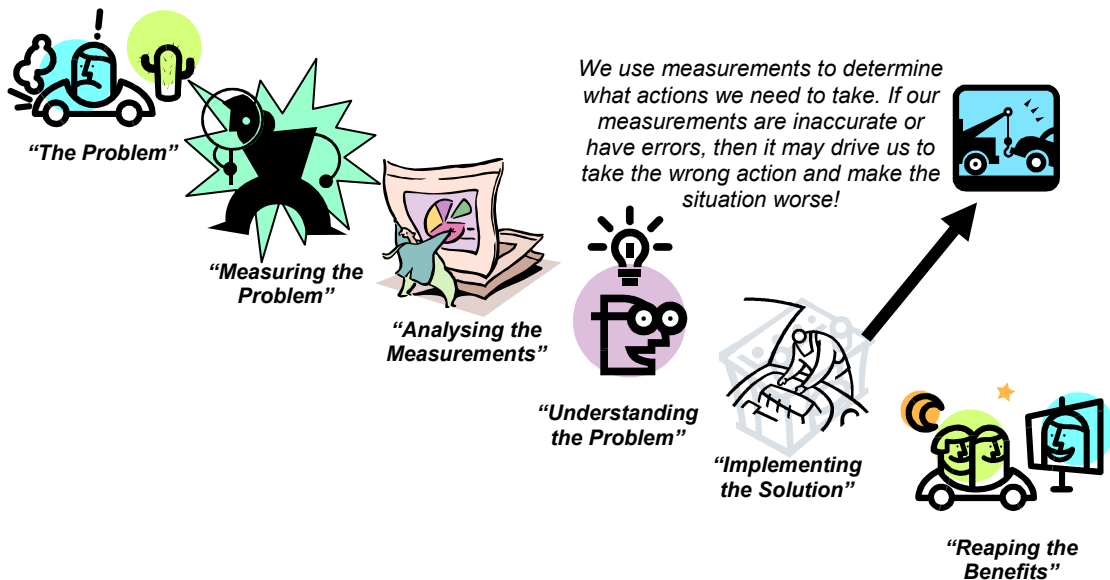 “The Problem”
We use measurements to determine
what actions we need to take. If our
measurements are inaccurate or
have errors, then it may drive us to
take the wrong action and make the
situation worse!
“Measuring the
Problem”
“Analysing the
Measurements”
“Understanding
the Problem”
“Implementing
the Solution”
“Reaping the
Benefits”